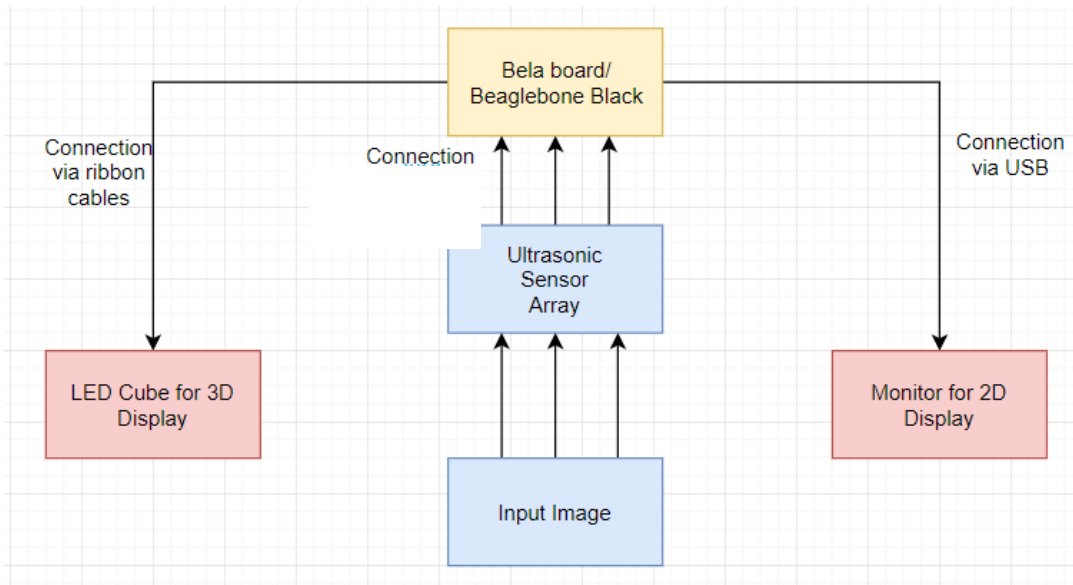 Bela board/
Beaglebone Black
Connection
via ribbon
cables
Connection
Connection
via USB
Ultrasonic
Sensor
Array
LED Cube for 3D
Display
Monitor for 2D
Display
Input Image